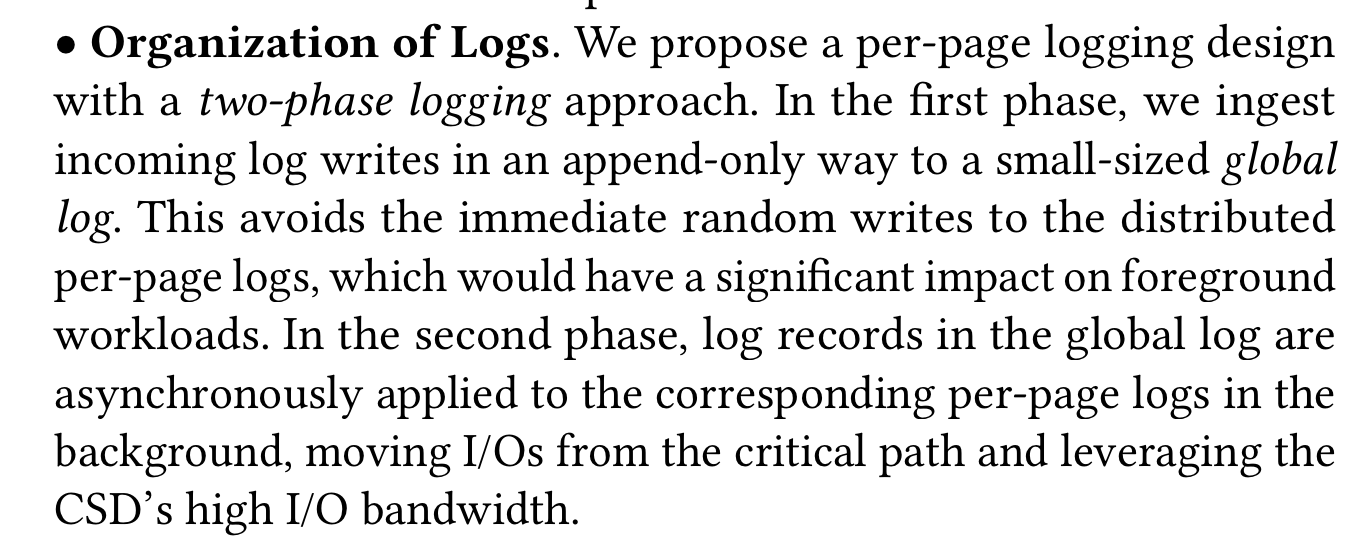 • Organization of Logs. We propose a per-page logging design
with a two-phase logging approach. In the first phase, we ingest
incoming log writes in an append-only way to a small-sized global
log. This avoids the immediate random writes to the distributed
per-page logs, which would have a significant impact on foreground
workloads. In the second phase, log records in the global log are
asynchronously applied to the corresponding per-page logs in the
background, moving I/Os from the critical path and leveraging the
CSD’s high I/O bandwidth.